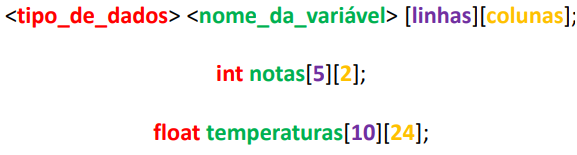 <tipo_de_dados> <nome_da_variável> [linhas][colunas];
int notas[5][2];
float temperaturas[10][24];